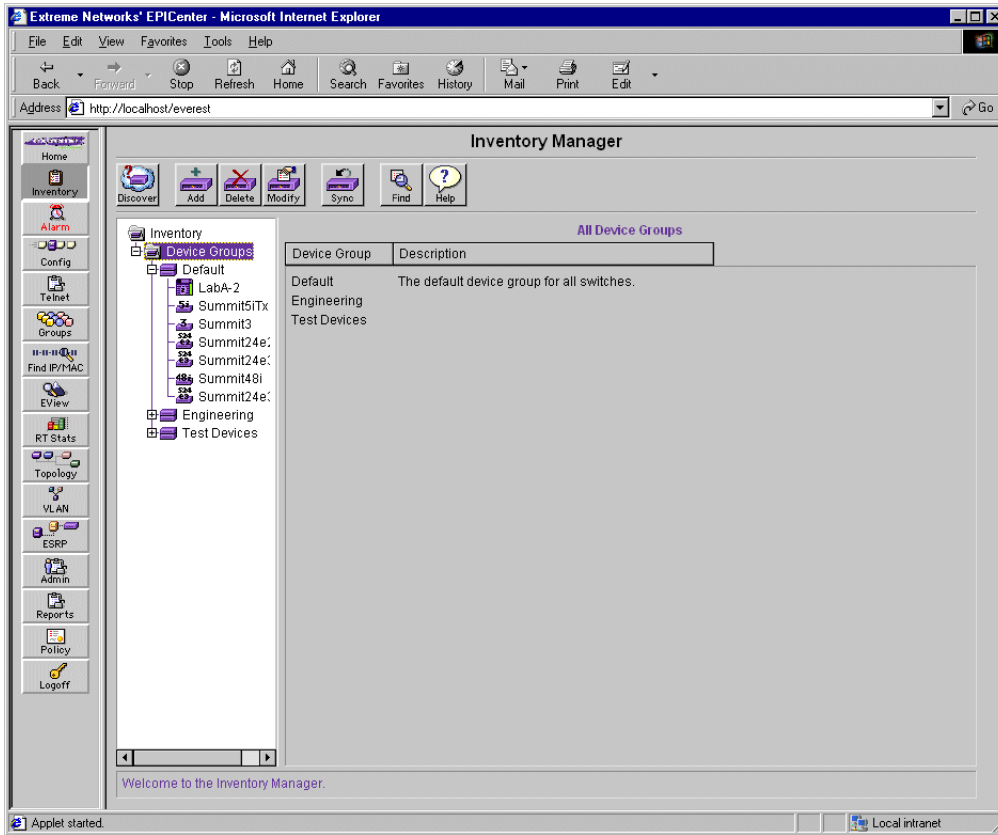 Extreme Networks' EPICenter - Microsoft Internet Explorer
File Edit View Favorites Tools Help
Back Forward Stop Refresh Home Search Favorites History Mail Print Edit
Address http://localhost/everest Go
Home
Inventory
Alarm
Config
Telnet
Groups
Find IP/MAC
EView
RT Stats
Topology
VLAN
ESRP
Admin
Reports
Policy
Logoff
Inventory Manager
Discover Add Delete Modify Sync Find Help
Inventory
Device Groups
Default
LabA-2
Summit5iTx
Summit3
Summit24e2
Summit24e3
Summit48i
Summit24e3
Engineering
Test Devices
All Device Groups
Device Group Description
Default The default device group for all switches.
Engineering
Test Devices
Welcome to the Inventory Manager.
Applet started. Local intranet